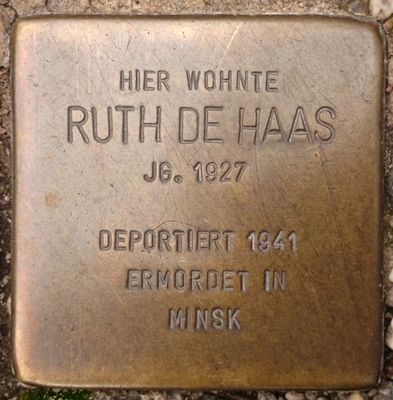 HIER WOHNTE
RUTH DE HAAS
JG. 1927
DEPORTIERT 1941
ERMORDET IN
MINSK